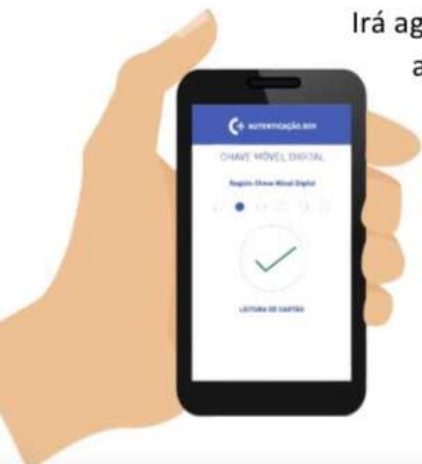 Irá ag
a
AUTENTICAÇÃO.GOV
CHAVE MÓVEL DIGITAL
Registo Chave Móvel Digital
LEITURA DE CARTÃO